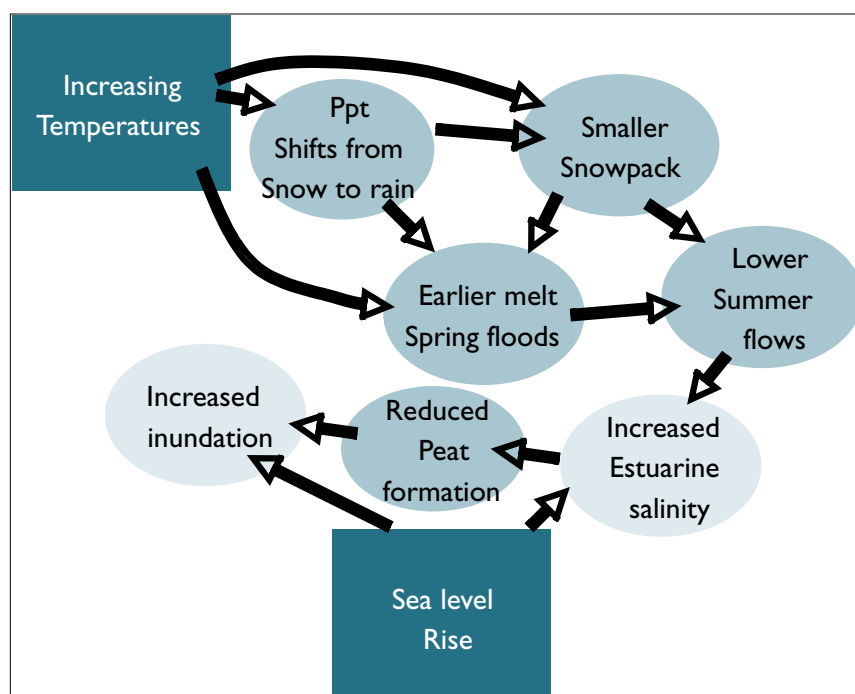 Increasing
Temperatures
Ppt
Shifts from
Snow to rain
Smaller
Snowpack
Earlier melt
Spring floods
Lower
Summer
flows
Increased
inundation
Reduced
Peat
formation
Increased
Estuarine
salinity
Sea level
Rise